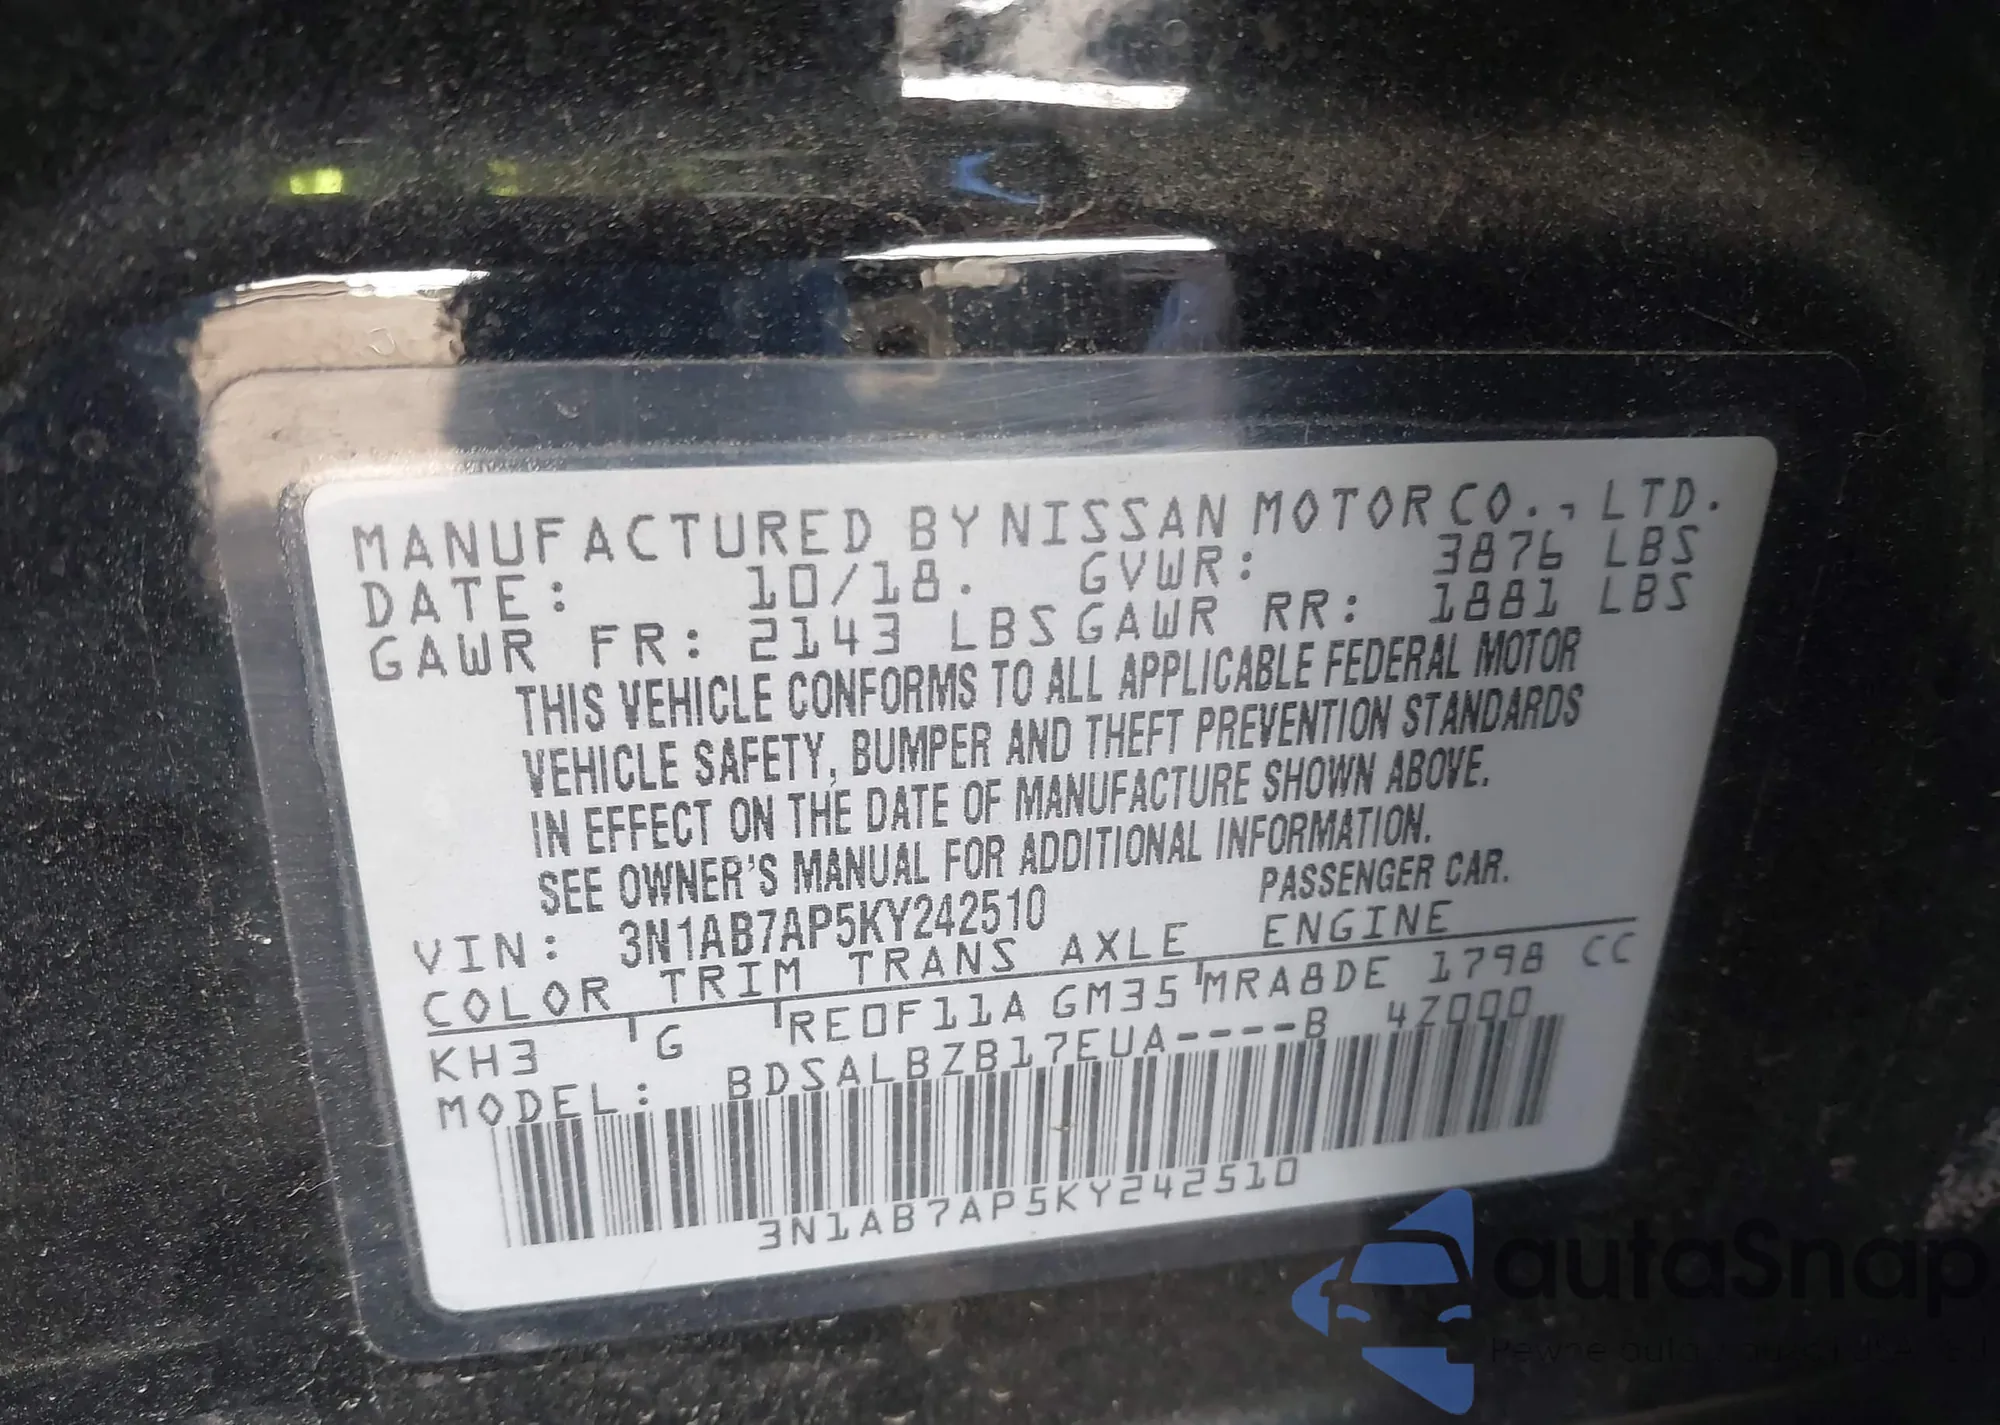 MANUFACTURED BY NISSAN MOTOR CO., LTD.
DATE: 10/18. GVWR: 3876 LBS
GAWR FR: 2143 LBS GAWR RR: 1881 LBS
THIS VEHICLE CONFORMS TO ALL APPLICABLE FEDERAL MOTOR
VEHICLE SAFETY, BUMPER AND THEFT PREVENTION STANDARDS
IN EFFECT ON THE DATE OF MANUFACTURE SHOWN ABOVE.
SEE OWNER'S MANUAL FOR ADDITIONAL INFORMATION.
VIN: 3N1AB7AP5KY242510 PASSENGER CAR.
COLOR TRIM TRANS AXLE ENGINE
KH3 G RE0F11A GM35 MRA8DE 1798 CC
MODEL: BDSALBZB17EUA----B 4Z000
3N1AB7AP5KY242510
autaSnap